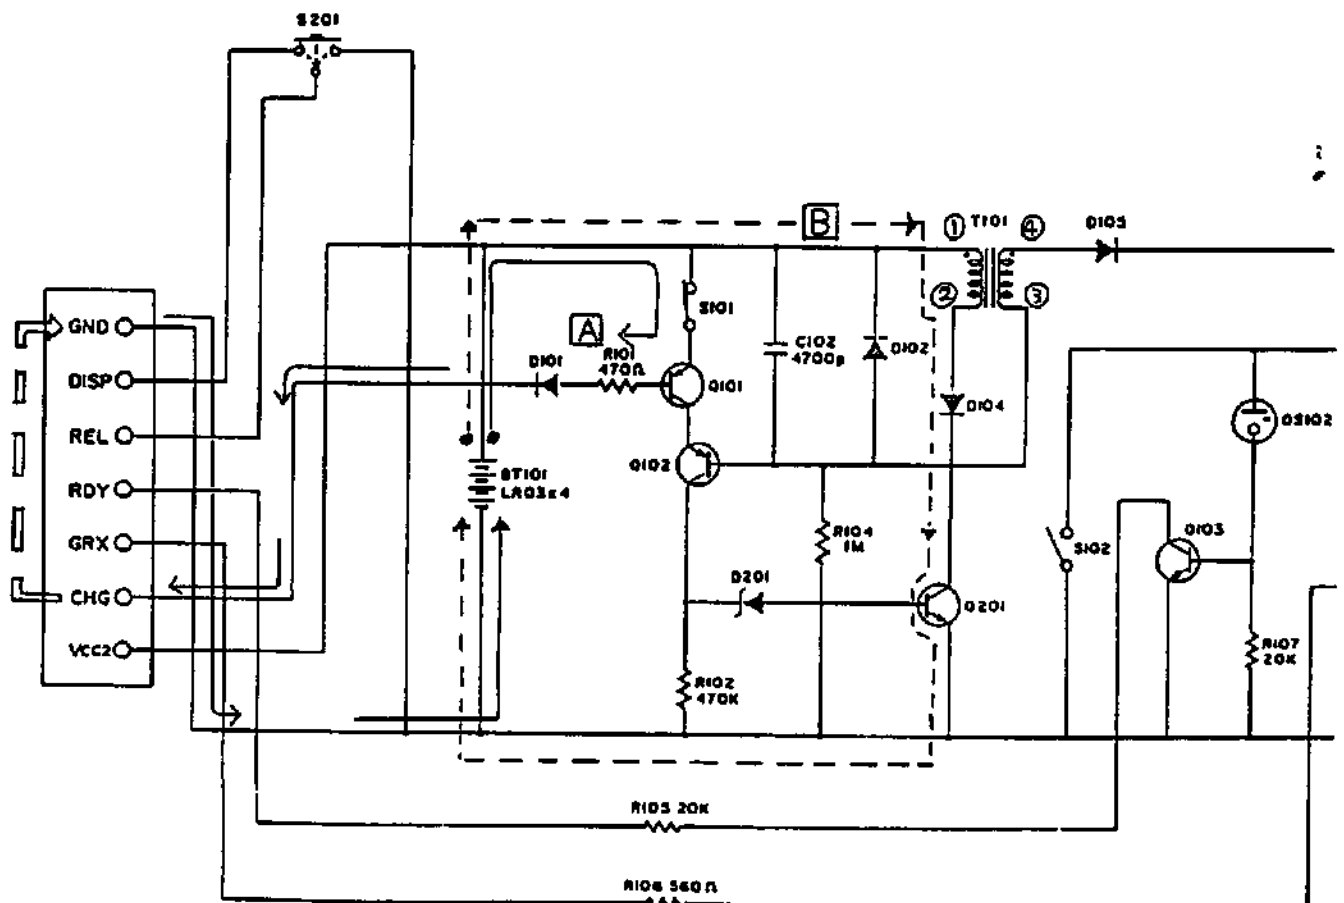 S201
B
① T101 ④
D105
② ③
GND
DISP
REL
RDY
GRX
CHG
VCC2
A
S101
D101
R101
470Ω
Q101
C102
4700p
D102
D104
DS102
Q102
BT101
LR03x4
R104
1M
S102
Q103
D201
Q201
R102
470K
R107
20K
R105 20K
R106 560Ω